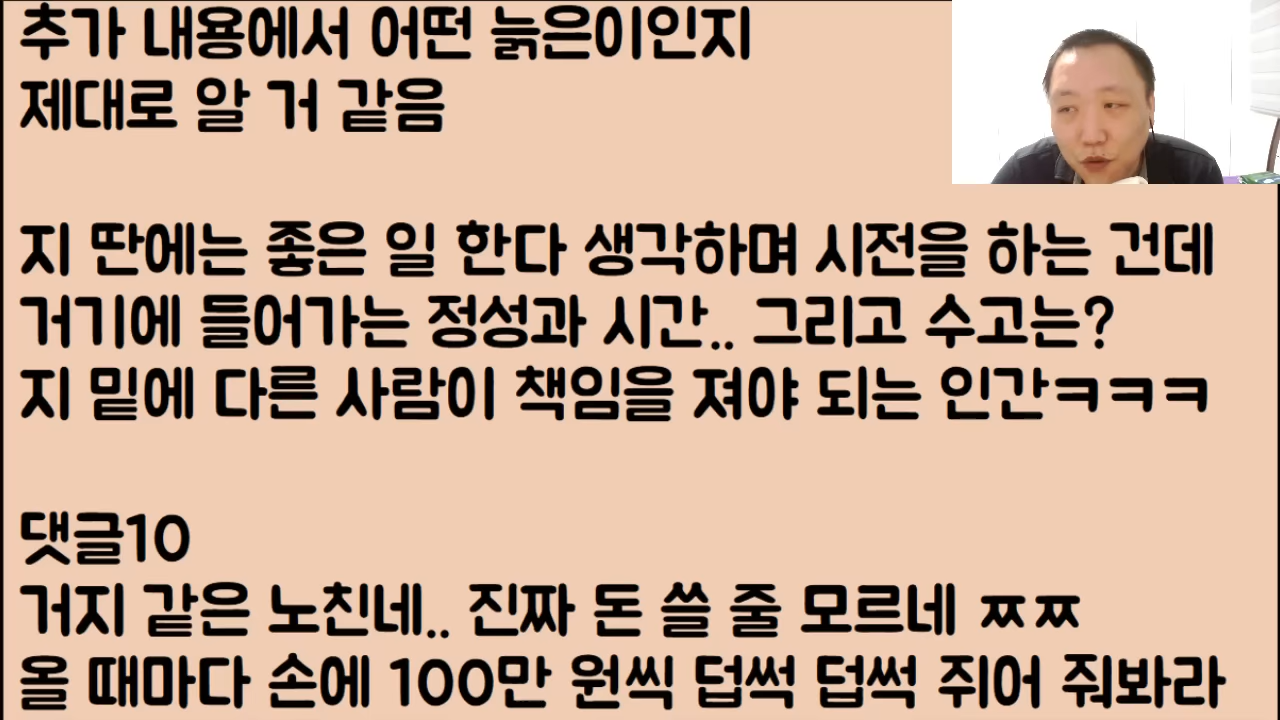 추가 내용에서 어떤 늙은이인지
제대로 알 거 같음
지 딴에는 좋은 일 한다 생각하며 시전을 하는 건데
거기에 들어가는 정성과 시간.. 그리고 수고는?
지 밑에 다른 사람이 책임을 져야 되는 인간ㅋㅋㅋ
댓글10
거지 같은 노친네.. 진짜 돈 쓸 줄 모르네 ㅉㅉ
올 때마다 손에 100만 원씩 덥썩 덥썩 쥐어 줘봐라